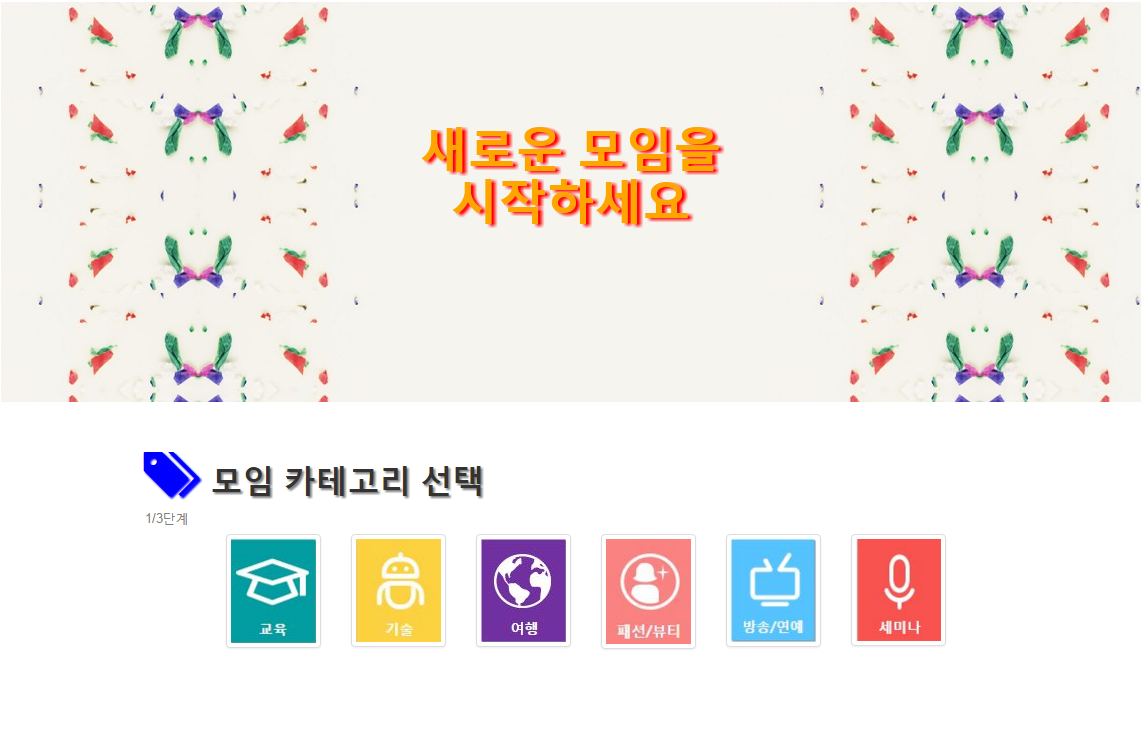 새로운 모임을
시작하세요
모임 카테고리 선택
1/3단계
교육
기술
여행
패션/뷰티
방송/연예
세미나